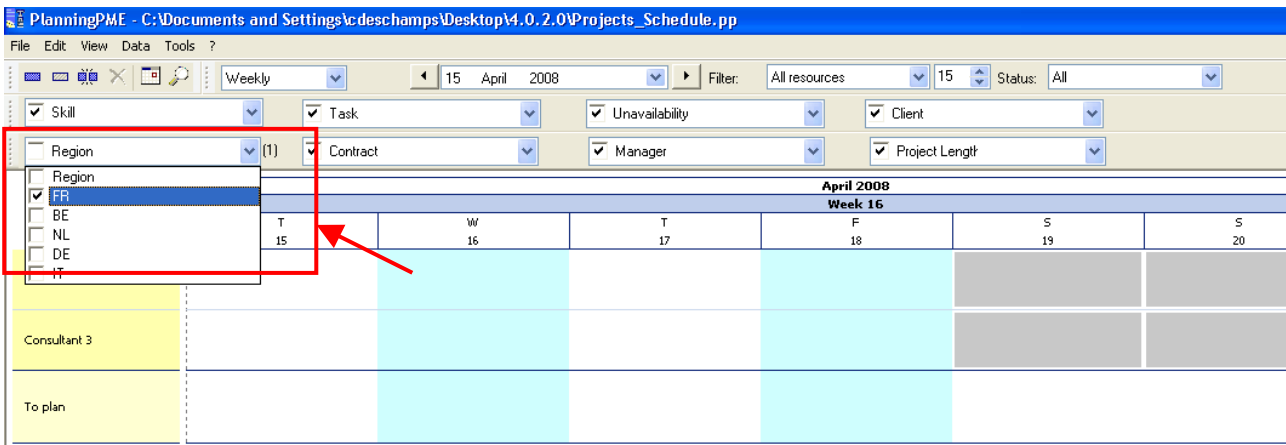 PlanningPME - C:\Documents and Settings\cdeschamps\Desktop\4.0.2.0\Projects_Schedule.pp
File Edit View Data Tools ?
Weekly 15 April 2008 Filter: All resources 15 Status: All
Skill Task Unavailability Client
Region (1) Contract Manager Project Length
Region
FR
BE
NL
DE
IT
April 2008
Week 16
T W T F S S
15 16 17 18 19 20
Consultant 3
To plan